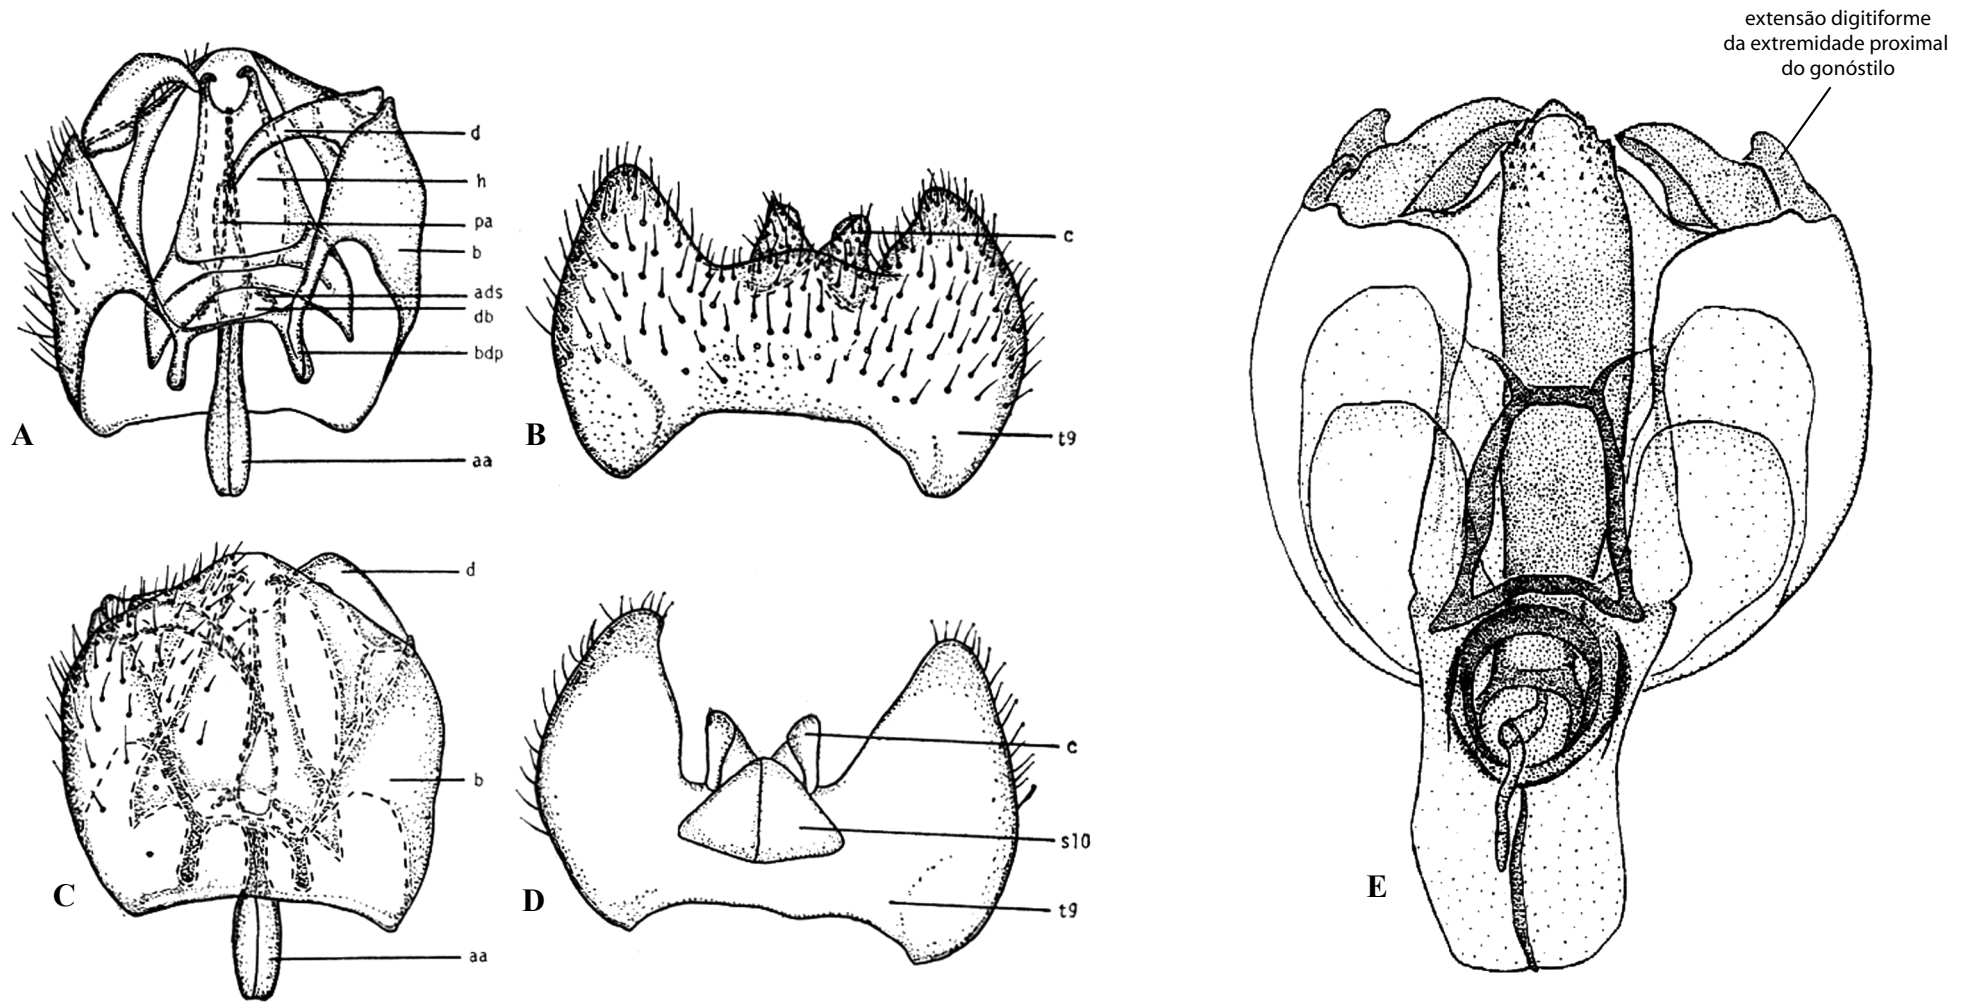 extensão digitiforme
da extremidade proximal
do gonóstilo
d
h
pa
b
ads
db
bdp
aa
A
c
t9
B
d
b
aa
C
c
s10
t9
D
E